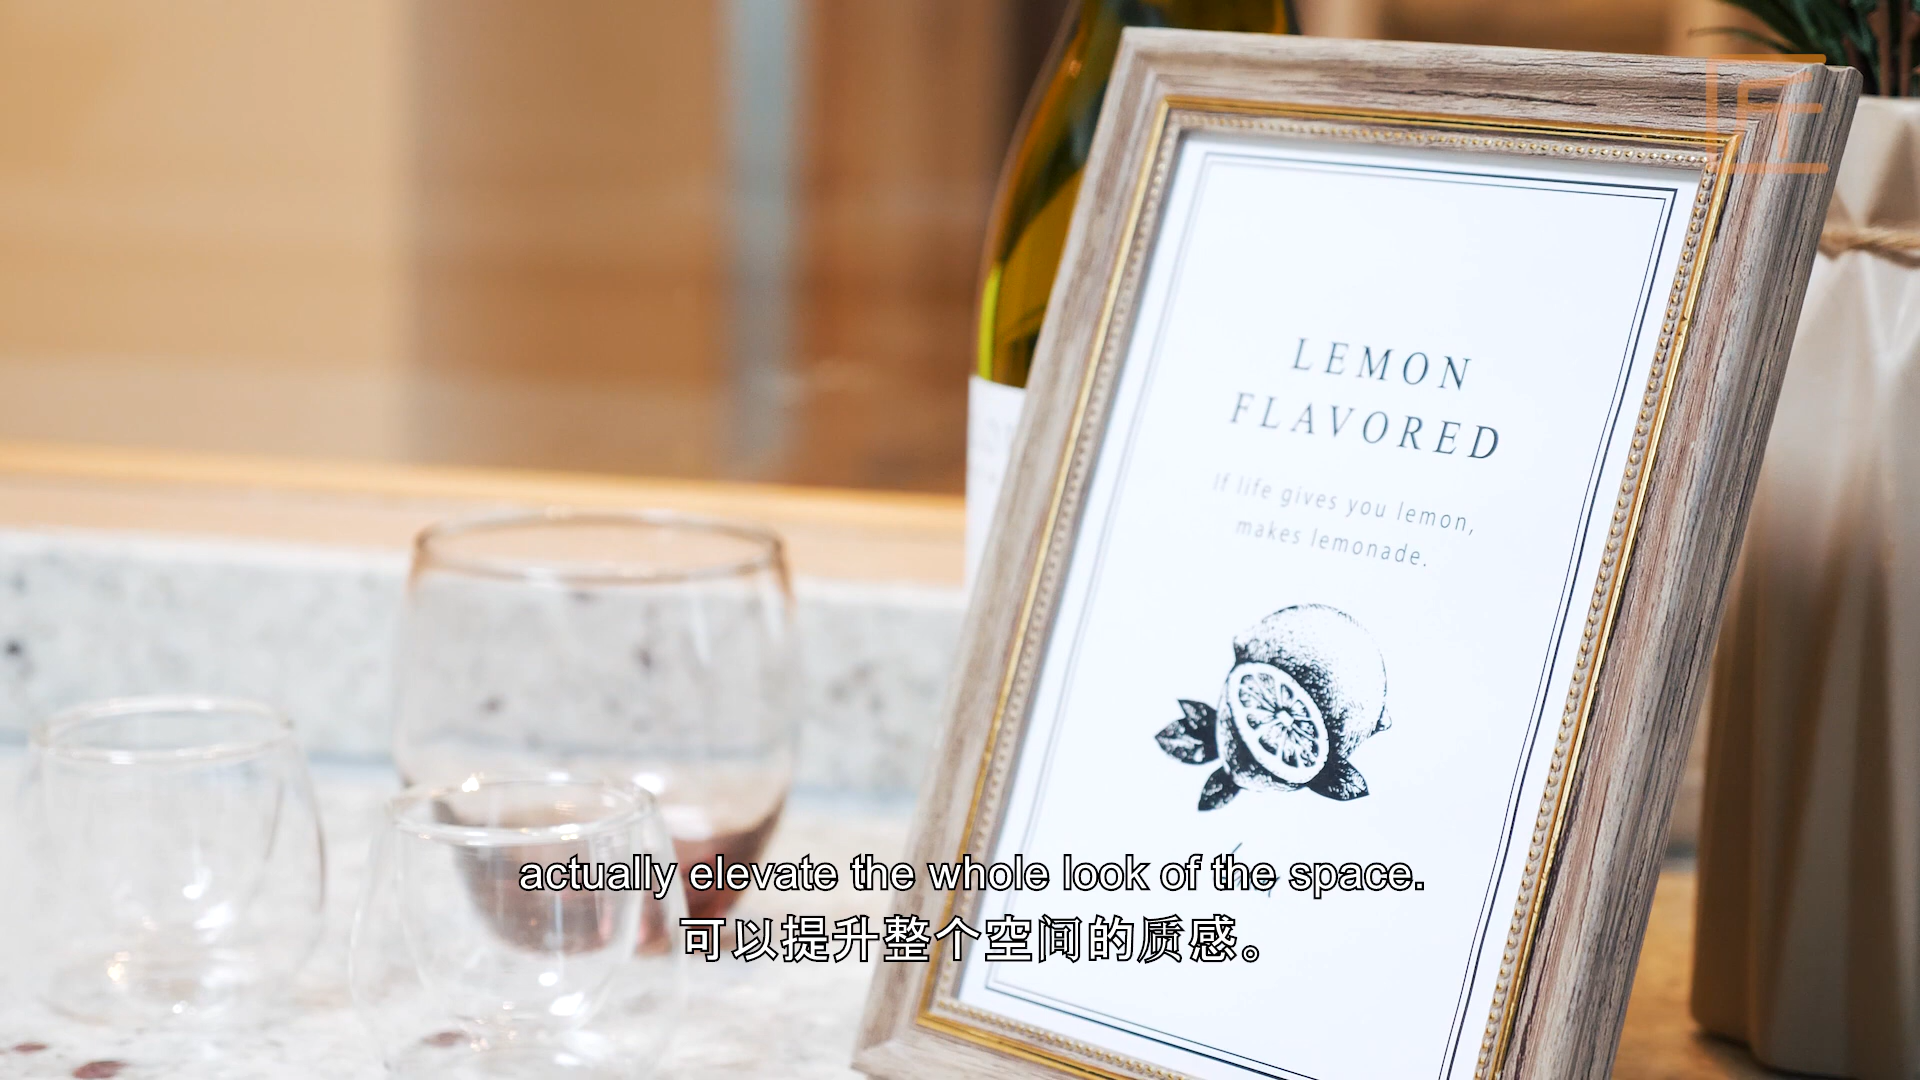 LEMON
FLAVORED
If life gives you lemon,
makes lemonade.
actually elevate the whole look of the space.
可以提升整个空间的质感。